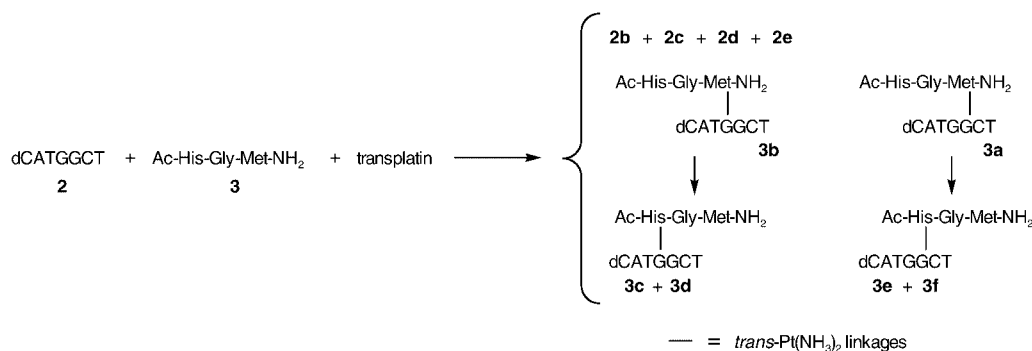 2b + 2c + 2d + 2e
Ac-His-Gly-Met-NH2 Ac-His-Gly-Met-NH2
dCATGGCT dCATGGCT
3b 3a
dCATGGCT + Ac-His-Gly-Met-NH2 + transplatin
2 3
Ac-His-Gly-Met-NH2 Ac-His-Gly-Met-NH2
dCATGGCT dCATGGCT
3c + 3d 3e + 3f
— = trans-Pt(NH3)2 linkages